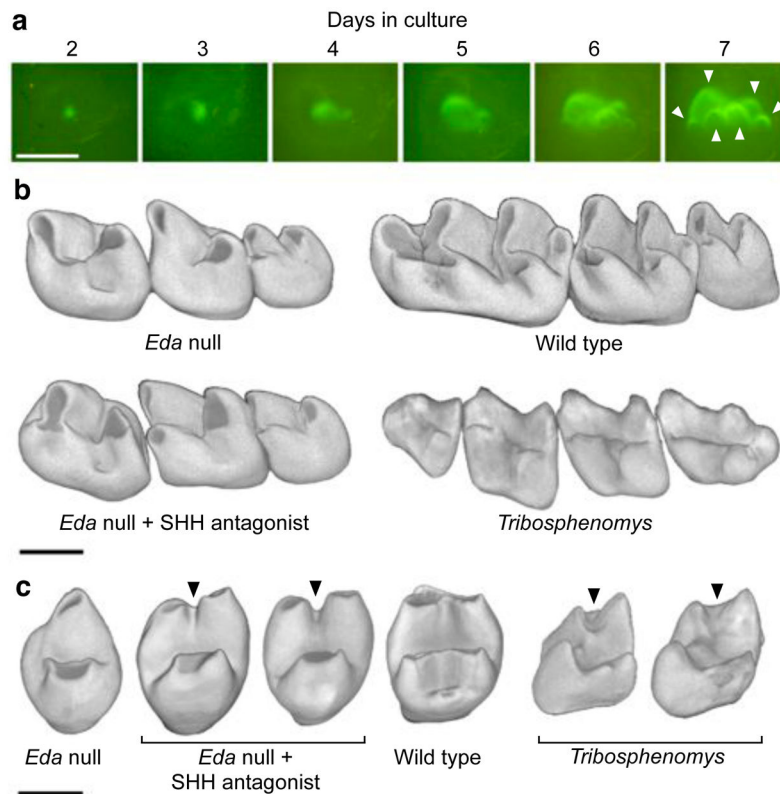 a
Days in culture
2 3 4 5 6 7
b
Eda null
Wild type
Eda null + SHH antagonist
Tribosphenomys
c
Eda null
Eda null +
SHH antagonist
Wild type
Tribosphenomys